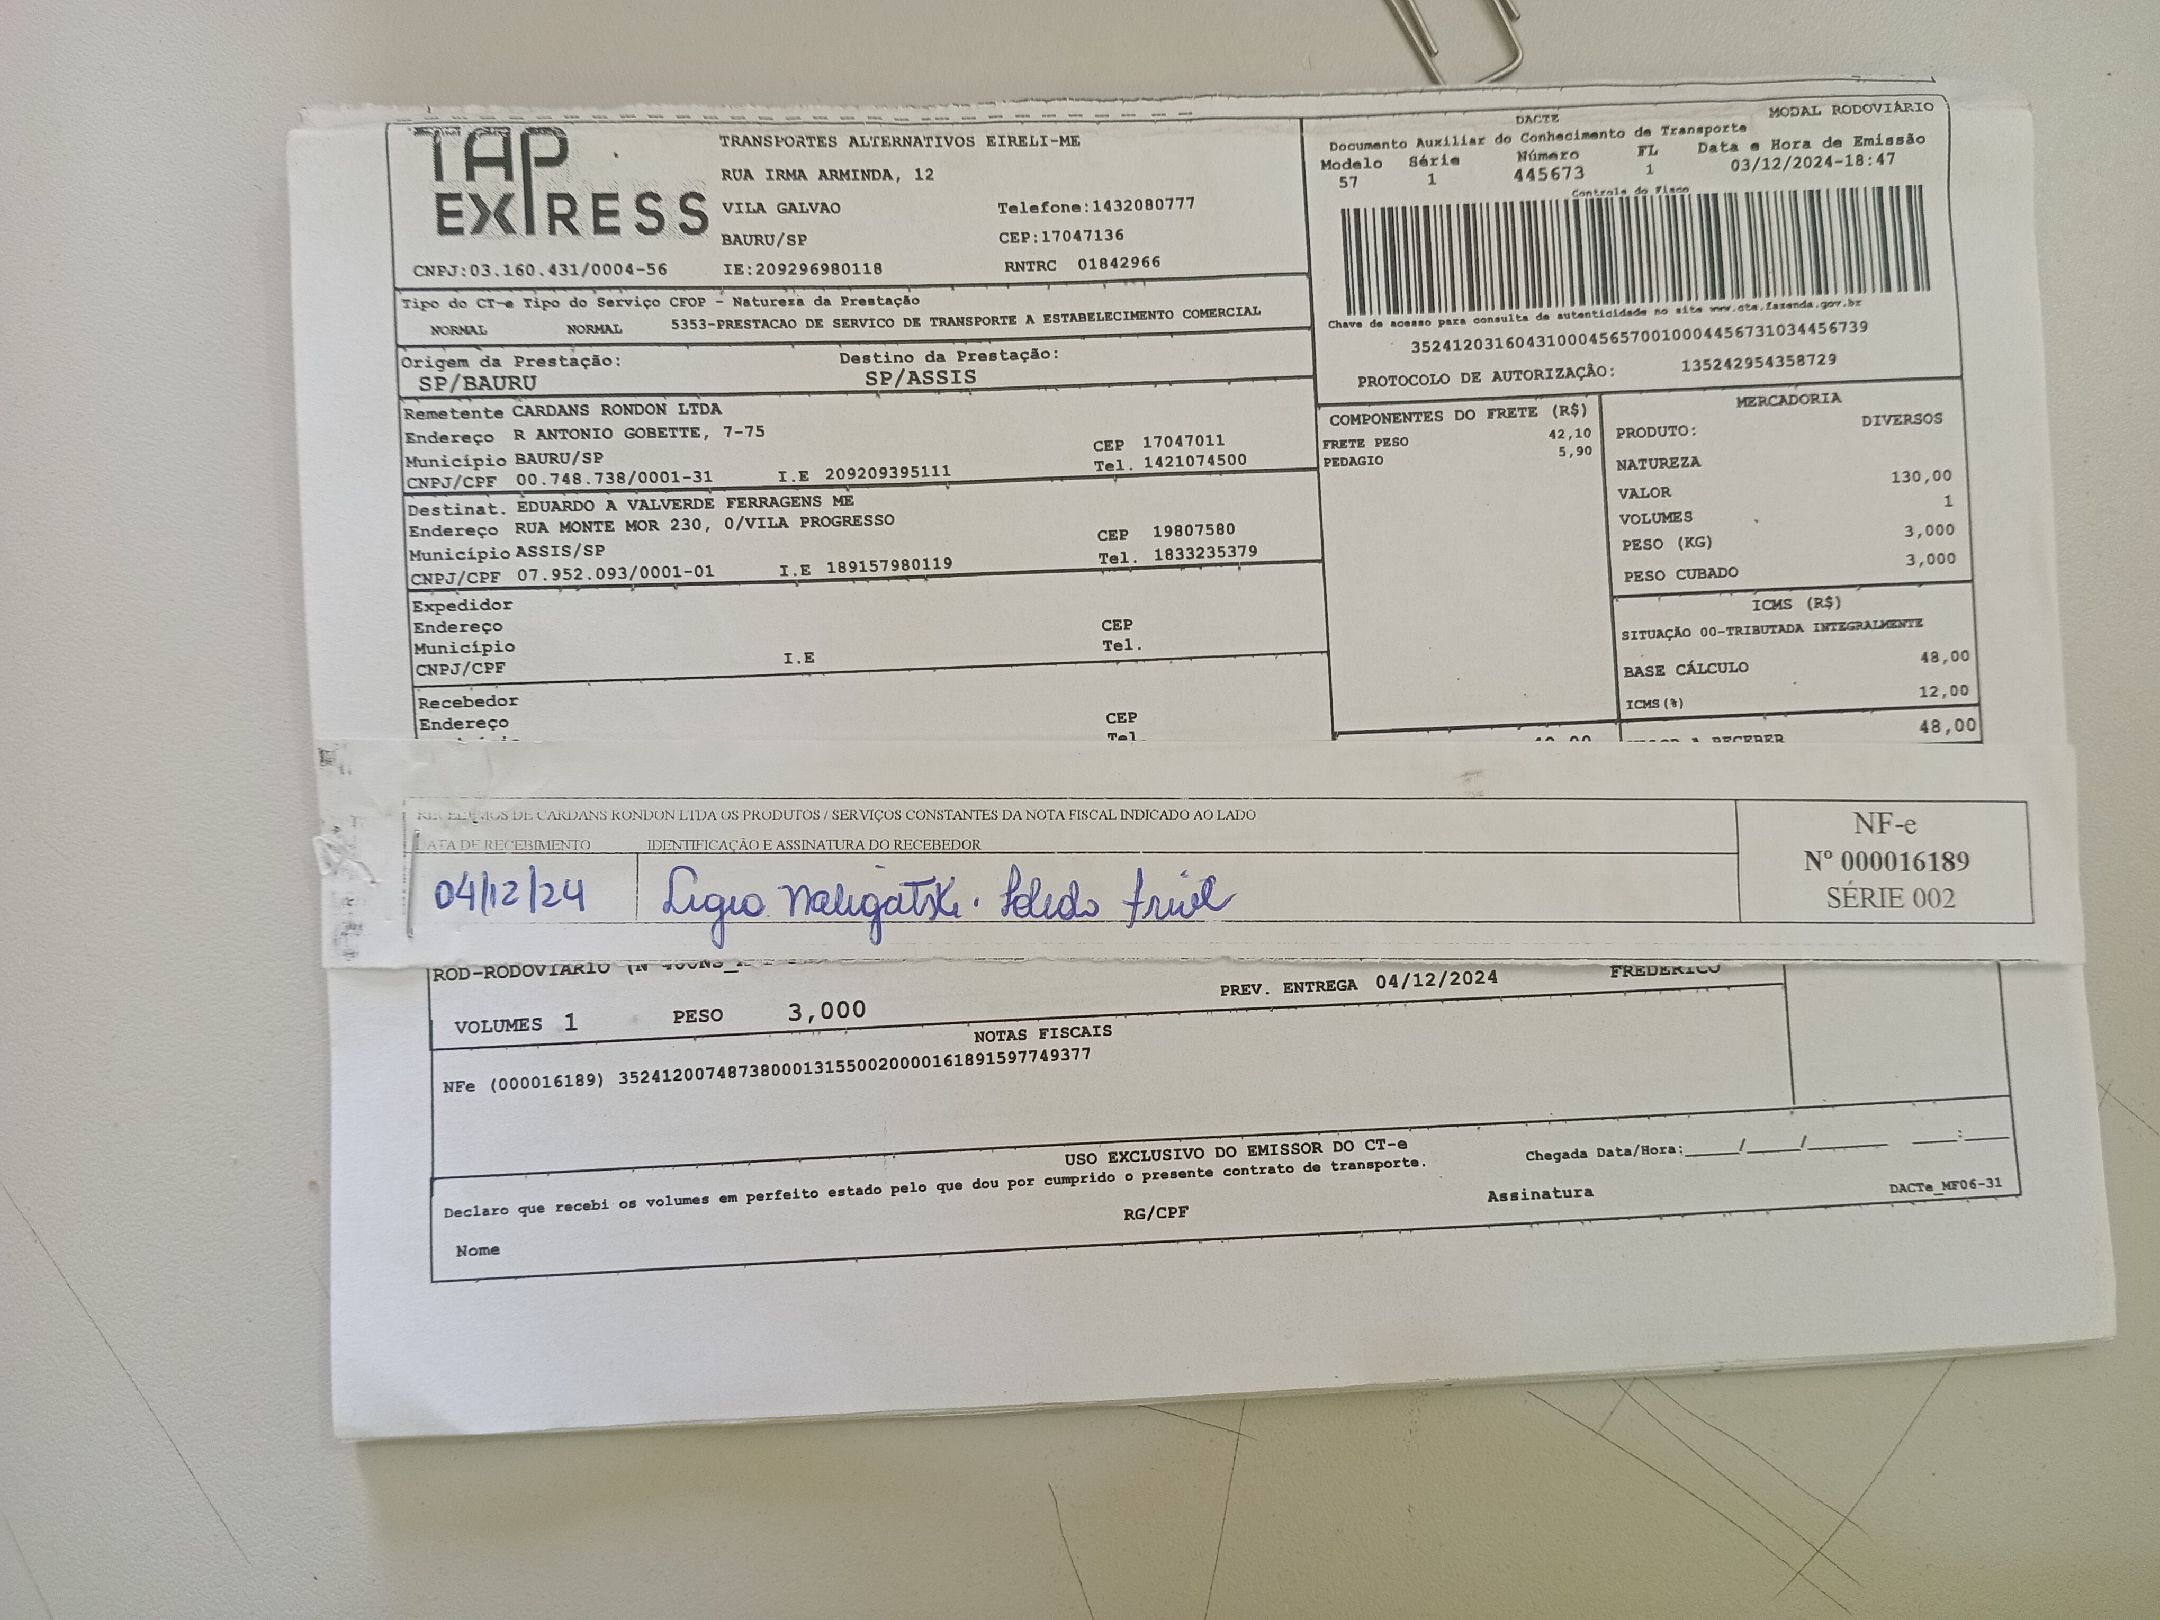 TAP EXPRESS
TRANSPORTES ALTERNATIVOS EIRELI-ME
RUA IRMA ARMINDA, 12
VILA GALVAO Telefone:1432080777
BAURU/SP CEP:17047136
CNPJ:03.160.431/0004-56 IE:209296980118 RNTRC 01842966
DACTE MODAL RODOVIÁRIO
Documento Auxiliar do Conhecimento de Transporte
Modelo Série Número FL Data e Hora de Emissão
57 1 445673 1 03/12/2024-18:47
Controle do Fisco
Chave de acesso para consulta de autenticidade no site www.cte.fazenda.gov.br
35241203160431000456570010004456731034456739
PROTOCOLO DE AUTORIZAÇÃO: 135242954358729
Tipo do CT-e Tipo do Serviço CFOP - Natureza da Prestação
NORMAL NORMAL 5353-PRESTACAO DE SERVICO DE TRANSPORTE A ESTABELECIMENTO COMERCIAL
Origem da Prestação: Destino da Prestação:
SP/BAURU SP/ASSIS
Remetente CARDANS RONDON LTDA
Endereço R ANTONIO GOBETTE, 7-75 CEP 17047011
Município BAURU/SP Tel. 1421074500
CNPJ/CPF 00.748.738/0001-31 I.E 209209395111
Destinat. EDUARDO A VALVERDE FERRAGENS ME
Endereço RUA MONTE MOR 230, 0/VILA PROGRESSO CEP 19807580
Município ASSIS/SP Tel. 1833235379
CNPJ/CPF 07.952.093/0001-01 I.E 189157980119
Expedidor
Endereço CEP
Município Tel.
CNPJ/CPF I.E
Recebedor
Endereço CEP
Tel
COMPONENTES DO FRETE (R$)
FRETE PESO 42,10
PEDAGIO 5,90
MERCADORIA
PRODUTO: DIVERSOS
NATUREZA
VALOR 130,00
VOLUMES 1
PESO (KG) 3,000
PESO CUBADO 3,000
ICMS (R$)
SITUAÇÃO 00-TRIBUTADA INTEGRALMENTE
BASE CÁLCULO 48,00
ICMS(%) 12,00
A RECEBER 48,00
RECEBEMOS DE CARDANS RONDON LTDA OS PRODUTOS / SERVIÇOS CONSTANTES DA NOTA FISCAL INDICADO AO LADO
DATA DE RECEBIMENTO IDENTIFICAÇÃO E ASSINATURA DO RECEBEDOR
04/12/24
NF-e
Nº 000016189
SÉRIE 002
ROD-RODOVIARIO
PREV. ENTREGA 04/12/2024 FREDERICO
VOLUMES 1 PESO 3,000
NOTAS FISCAIS
NFe (000016189) 35241200748738000131550020000161891597749377
USO EXCLUSIVO DO EMISSOR DO CT-e
Declaro que recebi os volumes em perfeito estado pelo que dou por cumprido o presente contrato de transporte.
Chegada Data/Hora:_____/_____/________ ____:____
Nome RG/CPF Assinatura DACTe_MF06-31